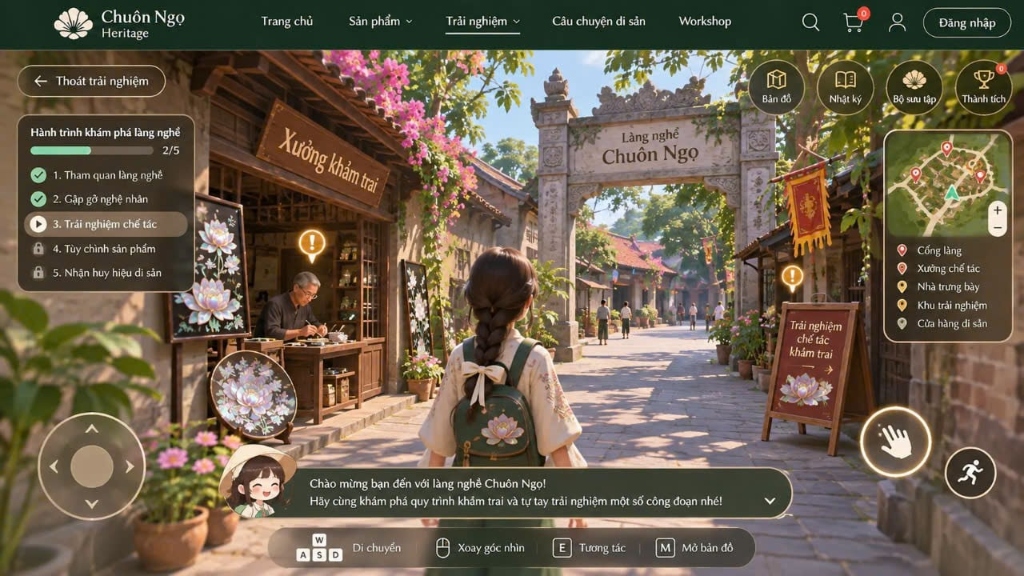 Chuôn Ngọ
Heritage
Trang chủ
Sản phẩm
Trải nghiệm
Câu chuyện di sản
Workshop
0
Đăng nhập
Thoát trải nghiệm
Hành trình khám phá làng nghề
2/5
1. Tham quan làng nghề
2. Gặp gỡ nghệ nhân
3. Trải nghiệm chế tác
4. Tùy chỉnh sản phẩm
5. Nhận huy hiệu di sản
Xưởng khảm trai
!
Làng nghề
Chuôn Ngọ
Bản đồ
Nhật ký
Bộ sưu tập
0
Thành tích
+
−
Cổng làng
Xưởng chế tác
Nhà trưng bày
Khu trải nghiệm
Cửa hàng di sản
!
Trải nghiệm
chế tác
khảm trai
Chào mừng bạn đến với làng nghề Chuôn Ngọ!
Hãy cùng khám phá quy trình khảm trai và tự tay trải nghiệm một số công đoạn nhé!
W
A S D
Di chuyển
Xoay góc nhìn
E
Tương tác
M
Mở bản đồ